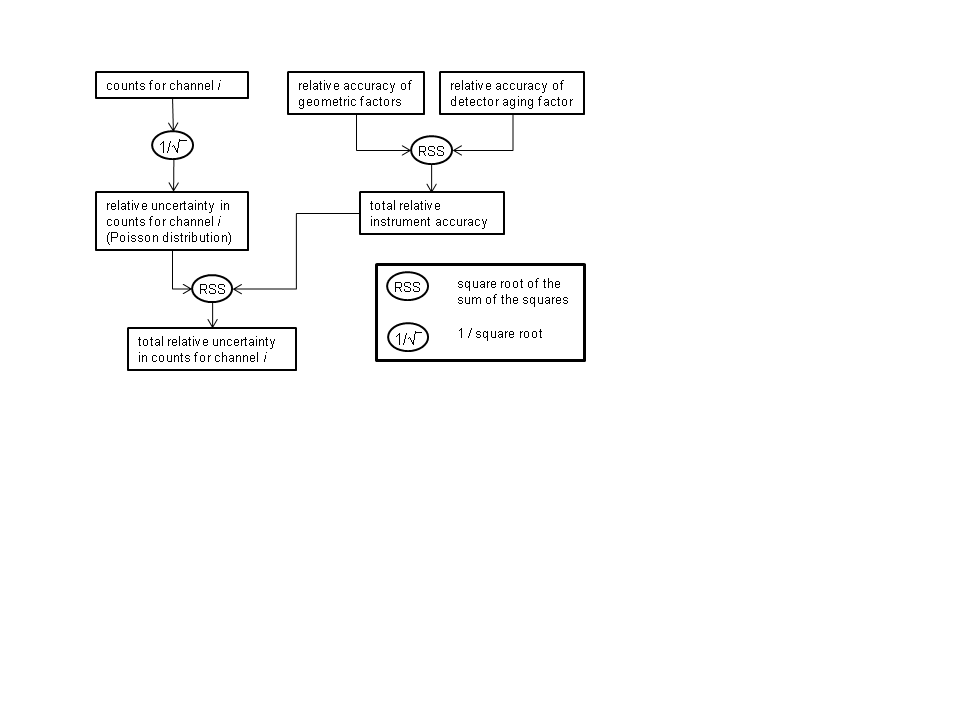 counts for channel i
relative accuracy of
geometric factors
relative accuracy of
detector aging factor
1/√
RSS
relative uncertainty in
counts for channel i
(Poisson distribution)
total relative
instrument accuracy
RSS
total relative uncertainty
in counts for channel i
RSS
square root of the
sum of the squares
1/√
1 / square root